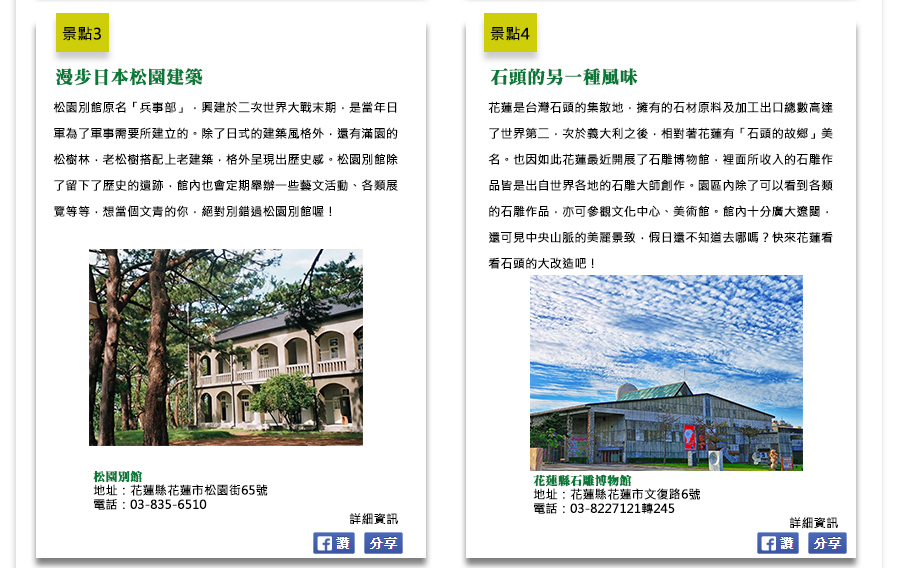 景點3
漫步日本松園建築
松園別館原名「兵事部」，興建於二次世界大戰末期，是當年日
軍為了軍事需要所建立的。除了日式的建築風格外，還有滿園的
松樹林，老松樹搭配上老建築，格外呈現出歷史感。松園別館除
了留下了歷史的遺跡，館內也會定期舉辦一些藝文活動、各類展
覽等等，想當個文青的你，絕對別錯過松園別館喔！
松園別館
地址：花蓮縣花蓮市松園街65號
電話：03-835-6510
詳細資訊
讚 分享
景點4
石頭的另一種風味
花蓮是台灣石頭的集散地，擁有的石材原料及加工出口總數高達
了世界第二，次於義大利之後，相對著花蓮有「石頭的故鄉」美
名。也因如此花蓮最近開展了石雕博物館，裡面所收入的石雕作
品皆是出自世界各地的石雕大師創作。園區內除了可以看到各類
的石雕作品，亦可參觀文化中心、美術館。館內十分廣大遼闊，
還可見中央山脈的美麗景致，假日還不知道去哪嗎？快來花蓮看
看石頭的大改造吧！
花蓮縣石雕博物館
地址：花蓮縣花蓮市文復路6號
電話：03-8227121轉245
詳細資訊
讚 分享